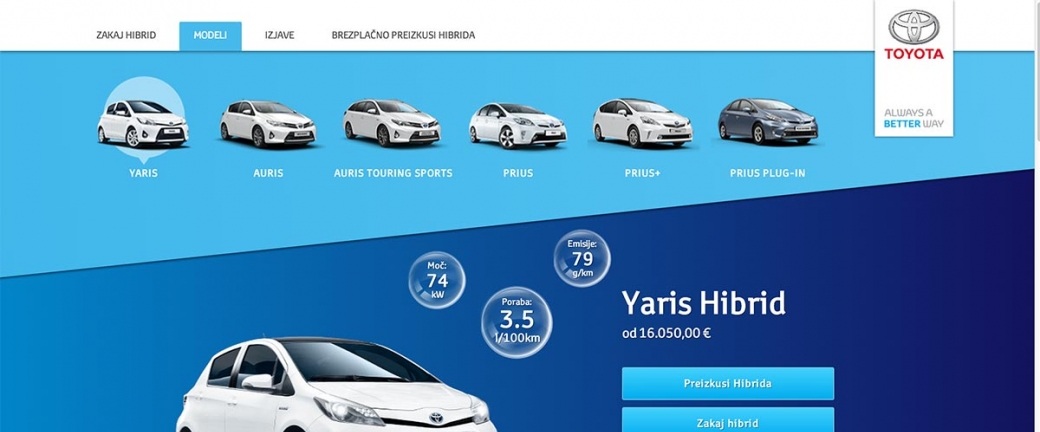 ZAKAJ HIBRID
MODELI
IZJAVE
BREZPLAČNO PREIZKUSI HIBRIDA
TOYOTA
ALWAYS A
BETTER WAY
YARIS
AURIS
AURIS TOURING SPORTS
PRIUS
PRIUS+
PRIUS PLUG-IN
Moč:
74
kW
Poraba:
3.5
l/100km
Emisije:
79
g/km
Yaris Hibrid
od 16.050,00 €
Preizkusi Hibrida
Zakaj hibrid